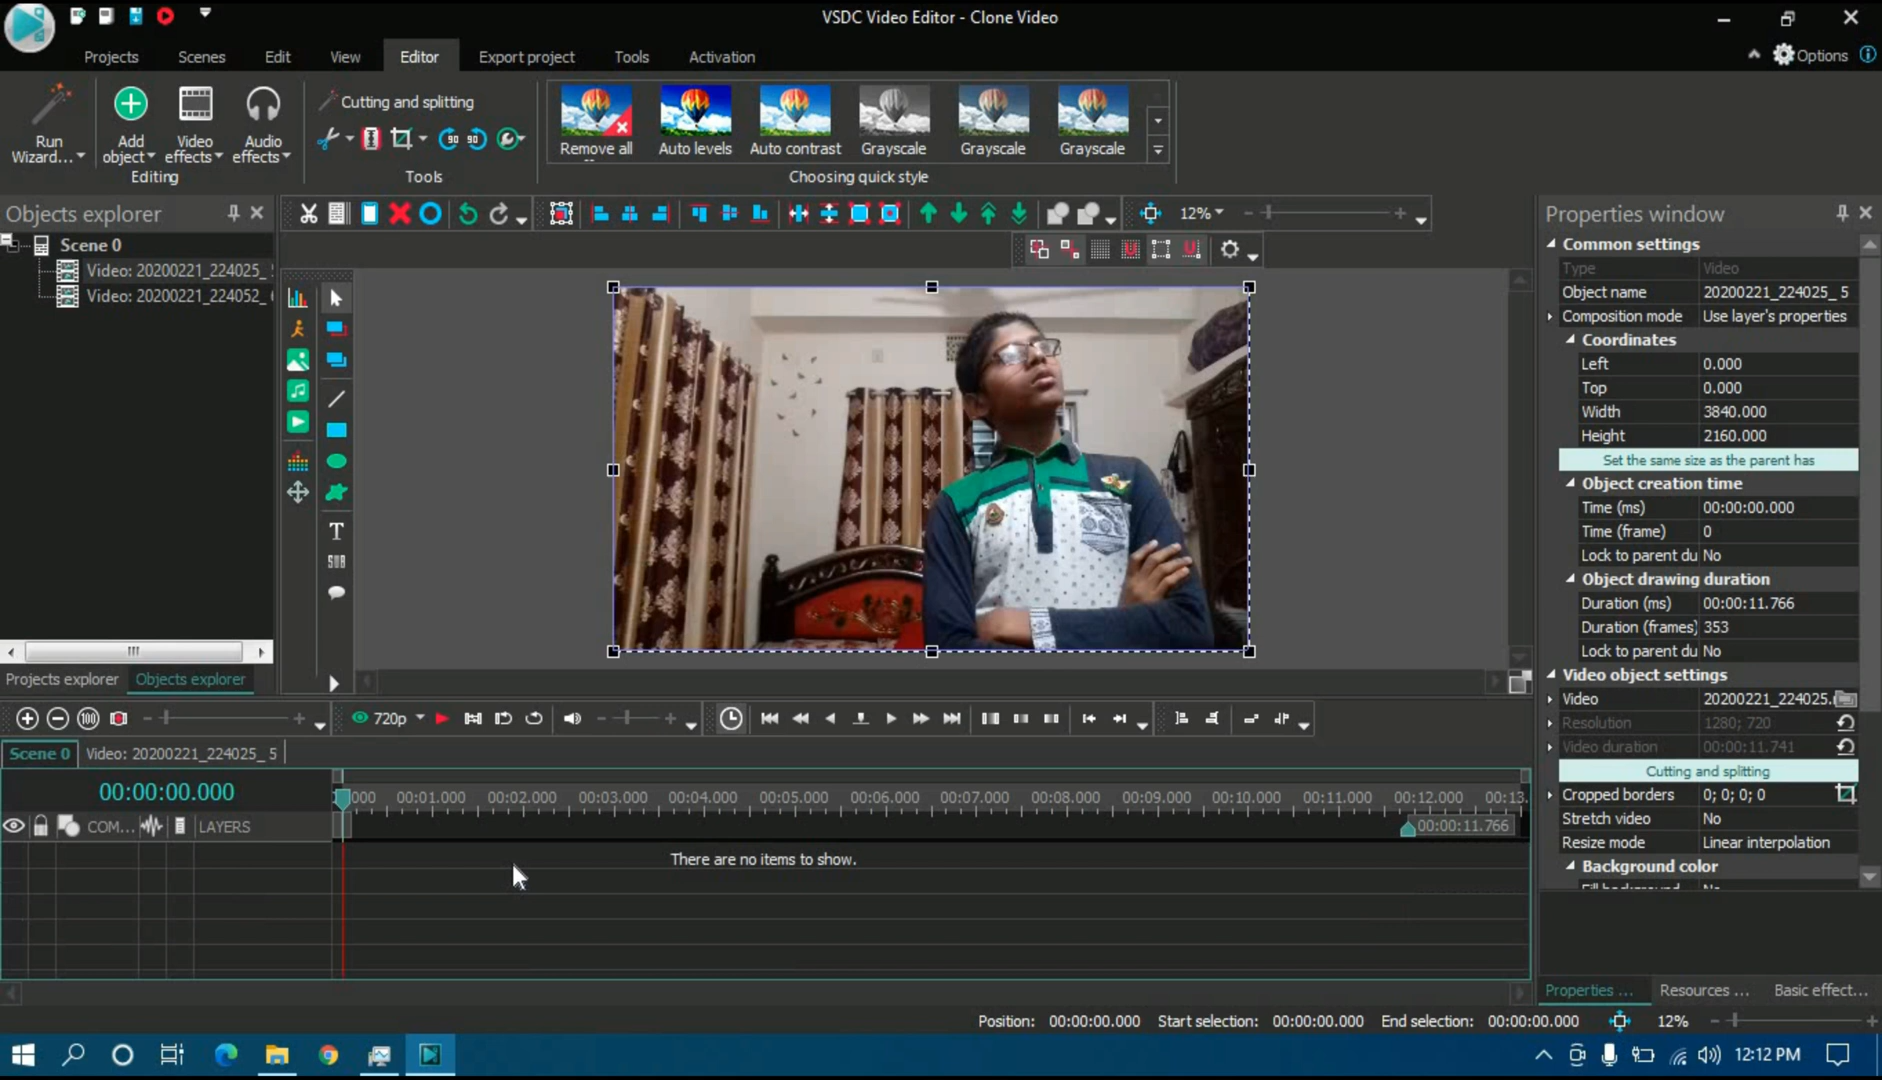 VSDC Video Editor - Clone Video
Projects Scenes Edit View Editor Export project Tools Activation Options
Run Wizard...
Add object
Video effects
Audio effects
Editing
Cutting and splitting
Tools
Remove all Auto levels Auto contrast Grayscale Grayscale Grayscale
Choosing quick style
Objects explorer
12%
Scene 0
Video: 20200221_224025_
Video: 20200221_224052_
Projects explorer Objects explorer
T
SUB
Properties window
Common settings
Type Video
Object name 20200221_224025_ 5
Composition mode Use layer's properties
Coordinates
Left 0.000
Top 0.000
Width 3840.000
Height 2160.000
Set the same size as the parent has
Object creation time
Time (ms) 00:00:00.000
Time (frame) 0
Lock to parent du No
Object drawing duration
Duration (ms) 00:00:11.766
Duration (frames) 353
Lock to parent du No
Video object settings
Video 20200221_224025.
Resolution 1280; 720
Video duration 00:00:11.741
Cutting and splitting
Cropped borders 0; 0; 0; 0
Stretch video No
Resize mode Linear interpolation
Background color
Properties ... Resources ... Basic effect...
720p
Scene 0 Video: 20200221_224025_ 5
00:00:00.000
000 00:01.000 00:02.000 00:03.000 00:04.000 00:05.000 00:06.000 00:07.000 00:08.000 00:09.000 00:10.000 00:11.000 00:12.000 00:13.
COM... LAYERS
00:00:11.766
There are no items to show.
Position: 00:00:00.000 Start selection: 00:00:00.000 End selection: 00:00:00.000 12%
12:12 PM